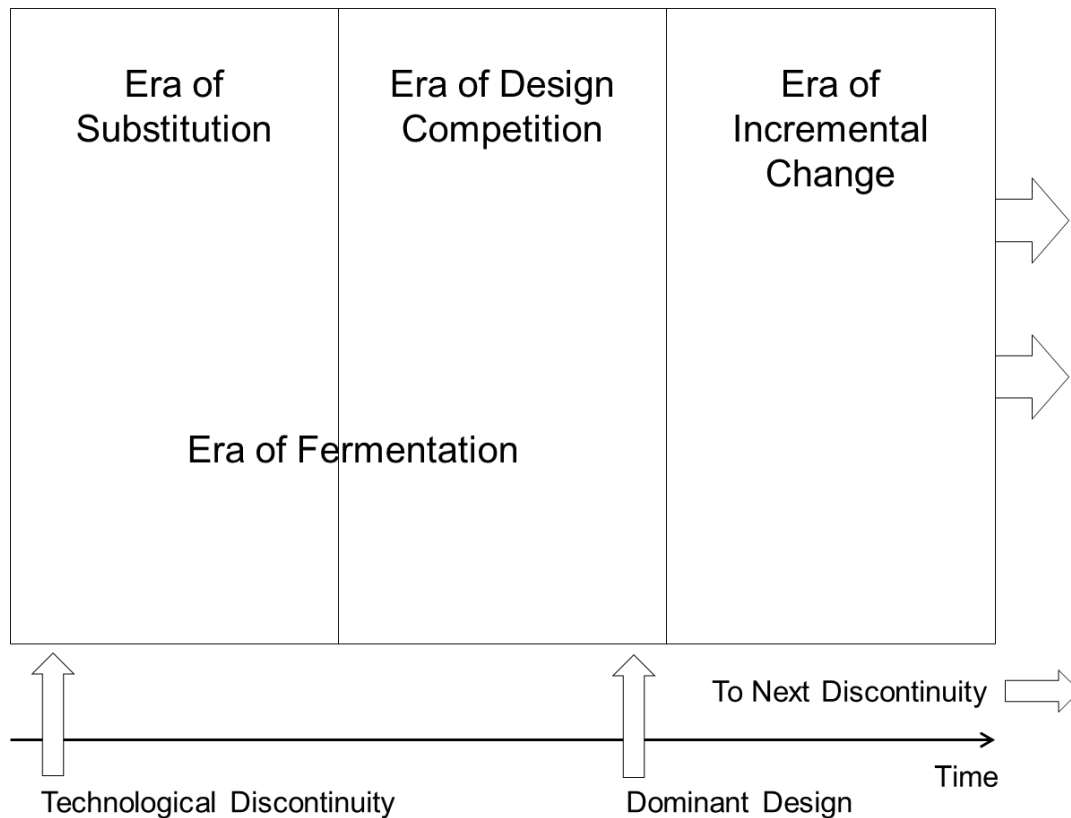 Era of
Substitution
Era of Design
Competition
Era of
Incremental
Change
Era of Fermentation
To Next Discontinuity
Time
Technological Discontinuity
Dominant Design